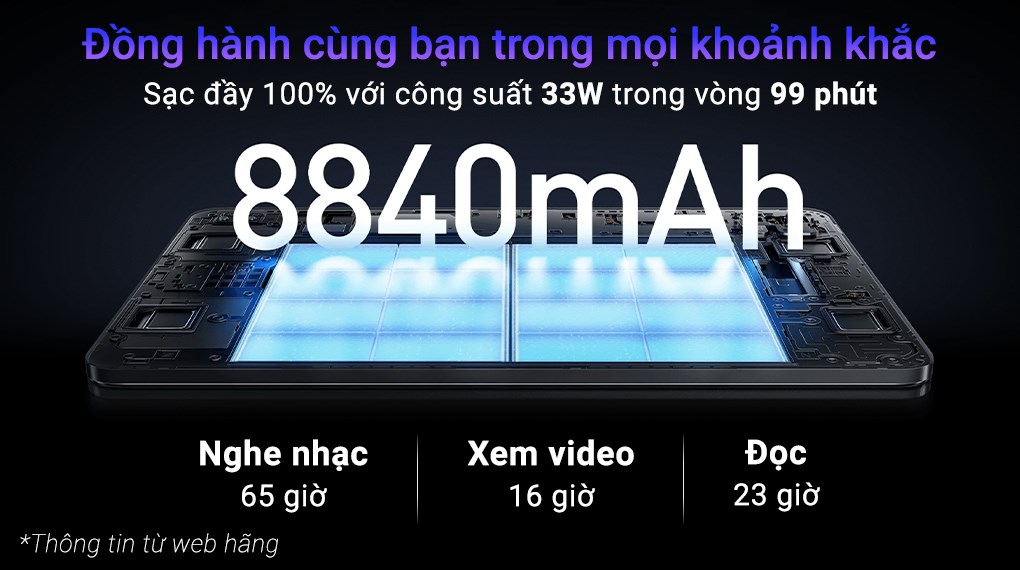 Đồng hành cùng bạn trong mọi khoảnh khắc
Sạc đầy 100% với công suất 33W trong vòng 99 phút
8840mAh
Nghe nhạc
65 giờ
Xem video
16 giờ
Đọc
23 giờ
*Thông tin từ web hãng